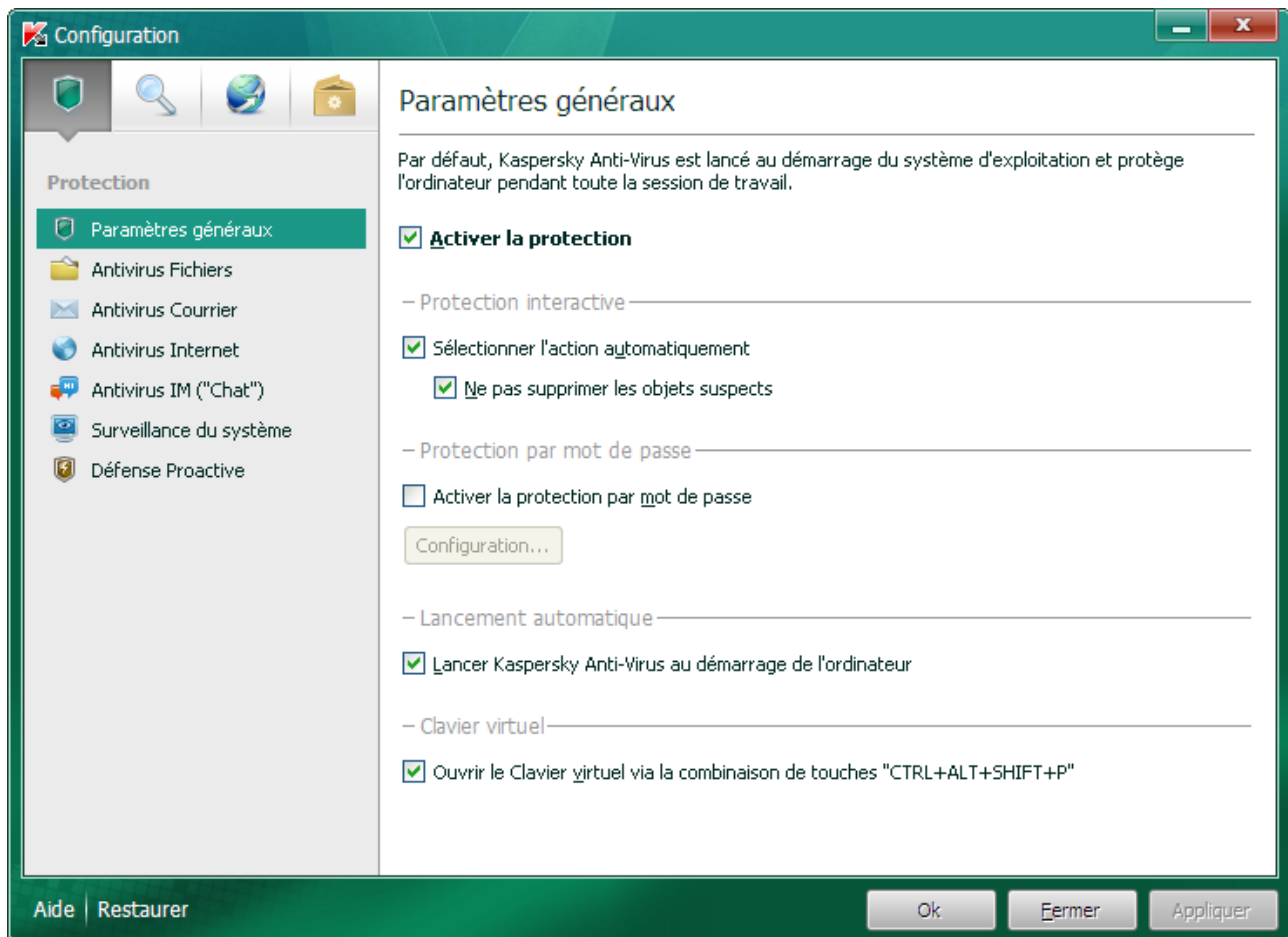 Configuration
Paramètres généraux
Par défaut, Kaspersky Anti-Virus est lancé au démarrage du système d'exploitation et protège
l'ordinateur pendant toute la session de travail.
Protection
Paramètres généraux
Antivirus Fichiers
Antivirus Courrier
Antivirus Internet
Antivirus IM ("Chat")
Surveillance du système
Défense Proactive
Activer la protection
Protection interactive
Sélectionner l'action automatiquement
Ne pas supprimer les objets suspects
Protection par mot de passe
Activer la protection par mot de passe
Configuration...
Lancement automatique
Lancer Kaspersky Anti-Virus au démarrage de l'ordinateur
Clavier virtuel
Ouvrir le Clavier virtuel via la combinaison de touches "CTRL+ALT+SHIFT+P"
Aide | Restaurer
Ok
Fermer
Appliquer